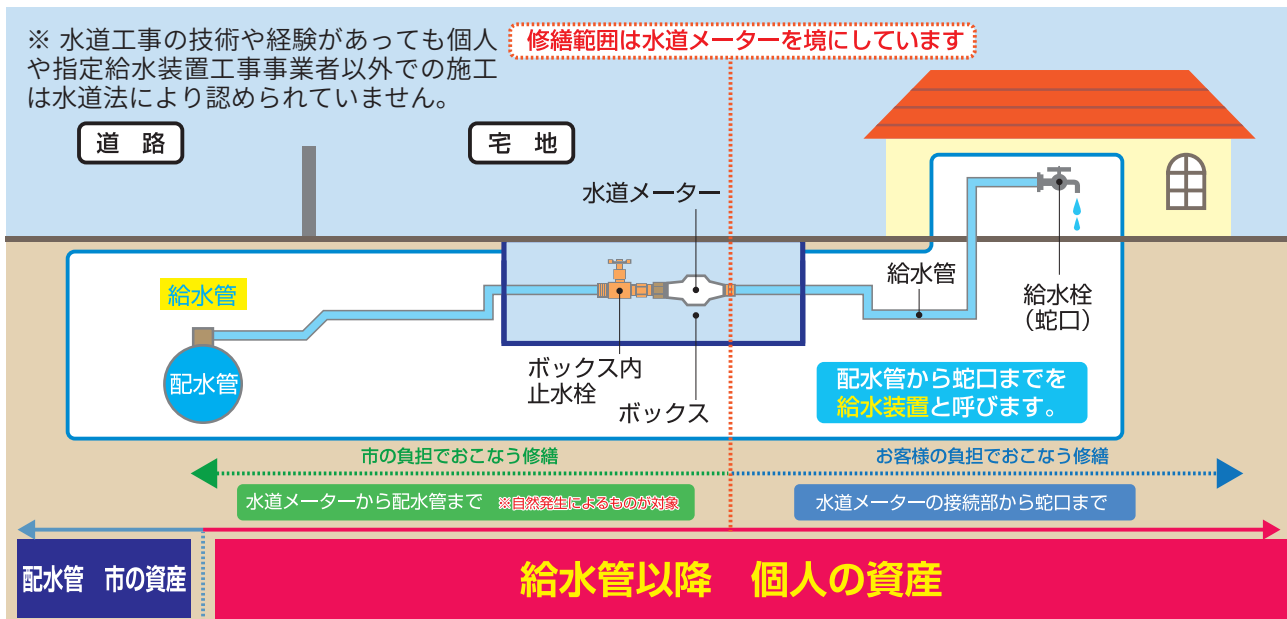 ※ 水道工事の技術や経験があっても個人
や指定給水装置工事事業者以外での施工
は水道法により認められていません。
修繕範囲は水道メーターを境にしています
道 路
宅 地
水道メーター
給水管
配水管
ボックス内
止水栓
ボックス
給水管
給水栓
（蛇口）
配水管から蛇口までを
給水装置と呼びます。
市の負担でおこなう修繕
お客様の負担でおこなう修繕
水道メーターから配水管まで ※自然発生によるものが対象
水道メーターの接続部から蛇口まで
配水管 市の資産
給水管以降 個人の資産